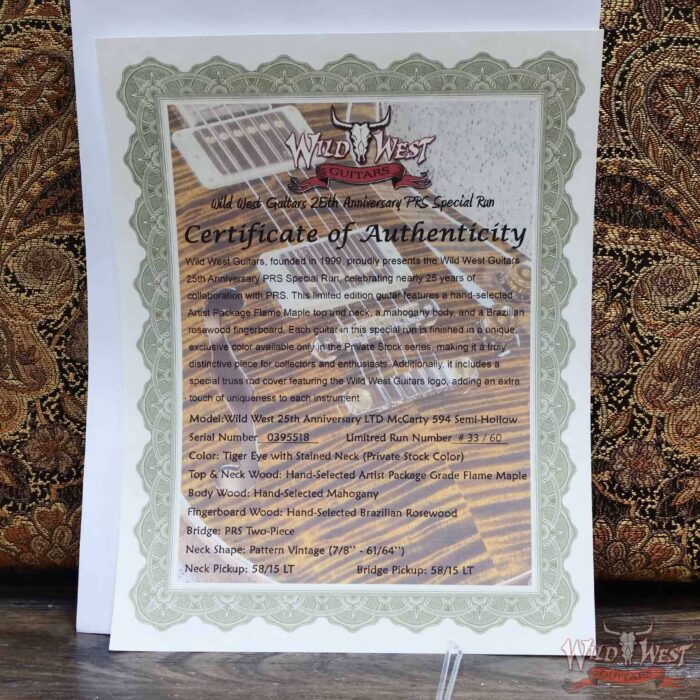 WILD WEST
GUITARS
Wild West Guitars 25th Anniversary PRS Special Run
Certificate of Authenticity
Wild West Guitars, founded in 1999, proudly presents the Wild West Guitars
25th Anniversary PRS Special Run, celebrating nearly 25 years of
collaboration with PRS. This limited edition guitar features a hand-selected
Artist Package Flame Maple top and neck, a mahogany body, and a Brazilian
rosewood fingerboard. Each guitar in this special run is finished in a unique,
exclusive color available only in the Private Stock series, making it a truly
distinctive piece for collectors and enthusiasts. Additionally, it includes a
special truss rod cover featuring the Wild West Guitars logo, adding an extra
touch of uniqueness to each instrument
Model:Wild West 25th Anniversary LTD McCarty 594 Semi-Hollow
Serial Number 0395518 Limitred Run Number # 33 / 60
Color: Tiger Eye with Stained Neck (Private Stock Color)
Top & Neck Wood: Hand-Selected Artist Package Grade Flame Maple
Body Wood: Hand-Selected Mahogany
Fingerboard Wood: Hand-Selected Brazilian Rosewood
Bridge: PRS Two-Piece
Neck Shape: Pattern Vintage (7/8'' - 61/64'')
Neck Pickup: 58/15 LT Bridge Pickup: 58/15 LT
WILD WEST
GUITARS